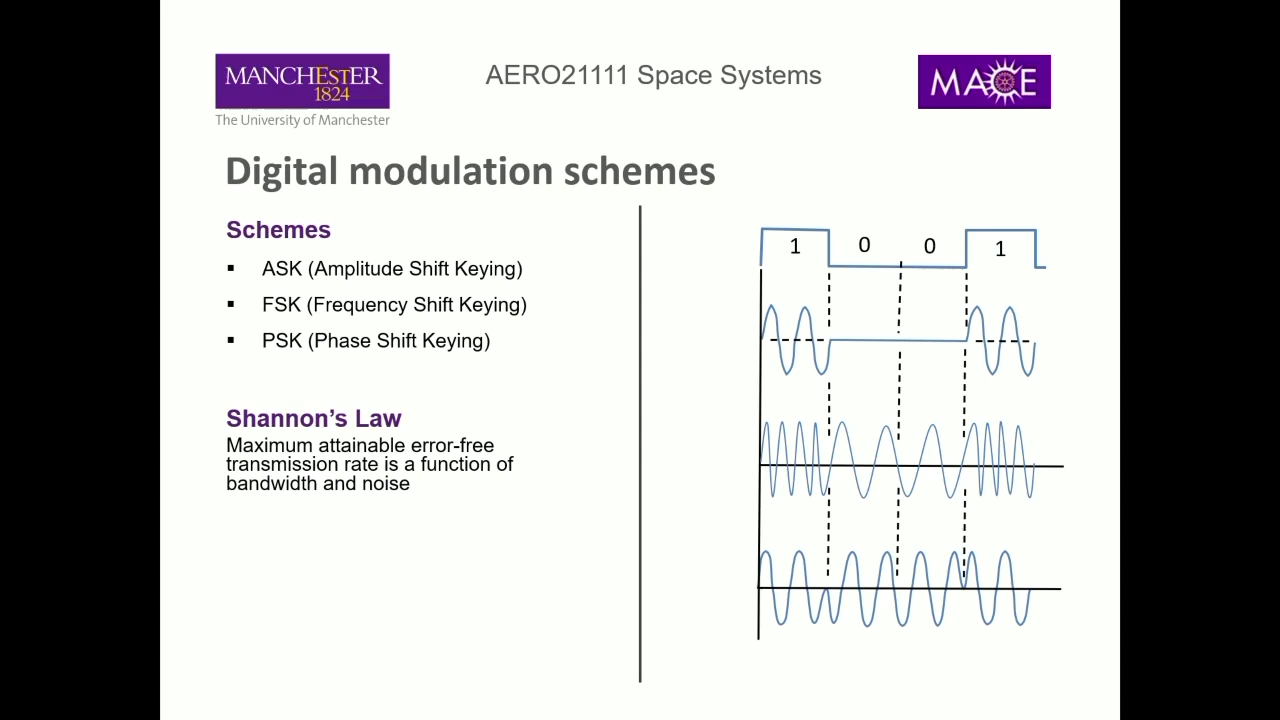 MANCHESTER
1824
The University of Manchester
AERO21111 Space Systems
MACE
Digital modulation schemes
Schemes
▪ ASK (Amplitude Shift Keying)
▪ FSK (Frequency Shift Keying)
▪ PSK (Phase Shift Keying)
Shannon’s Law
Maximum attainable error-free
transmission rate is a function of
bandwidth and noise
1 0 0 1